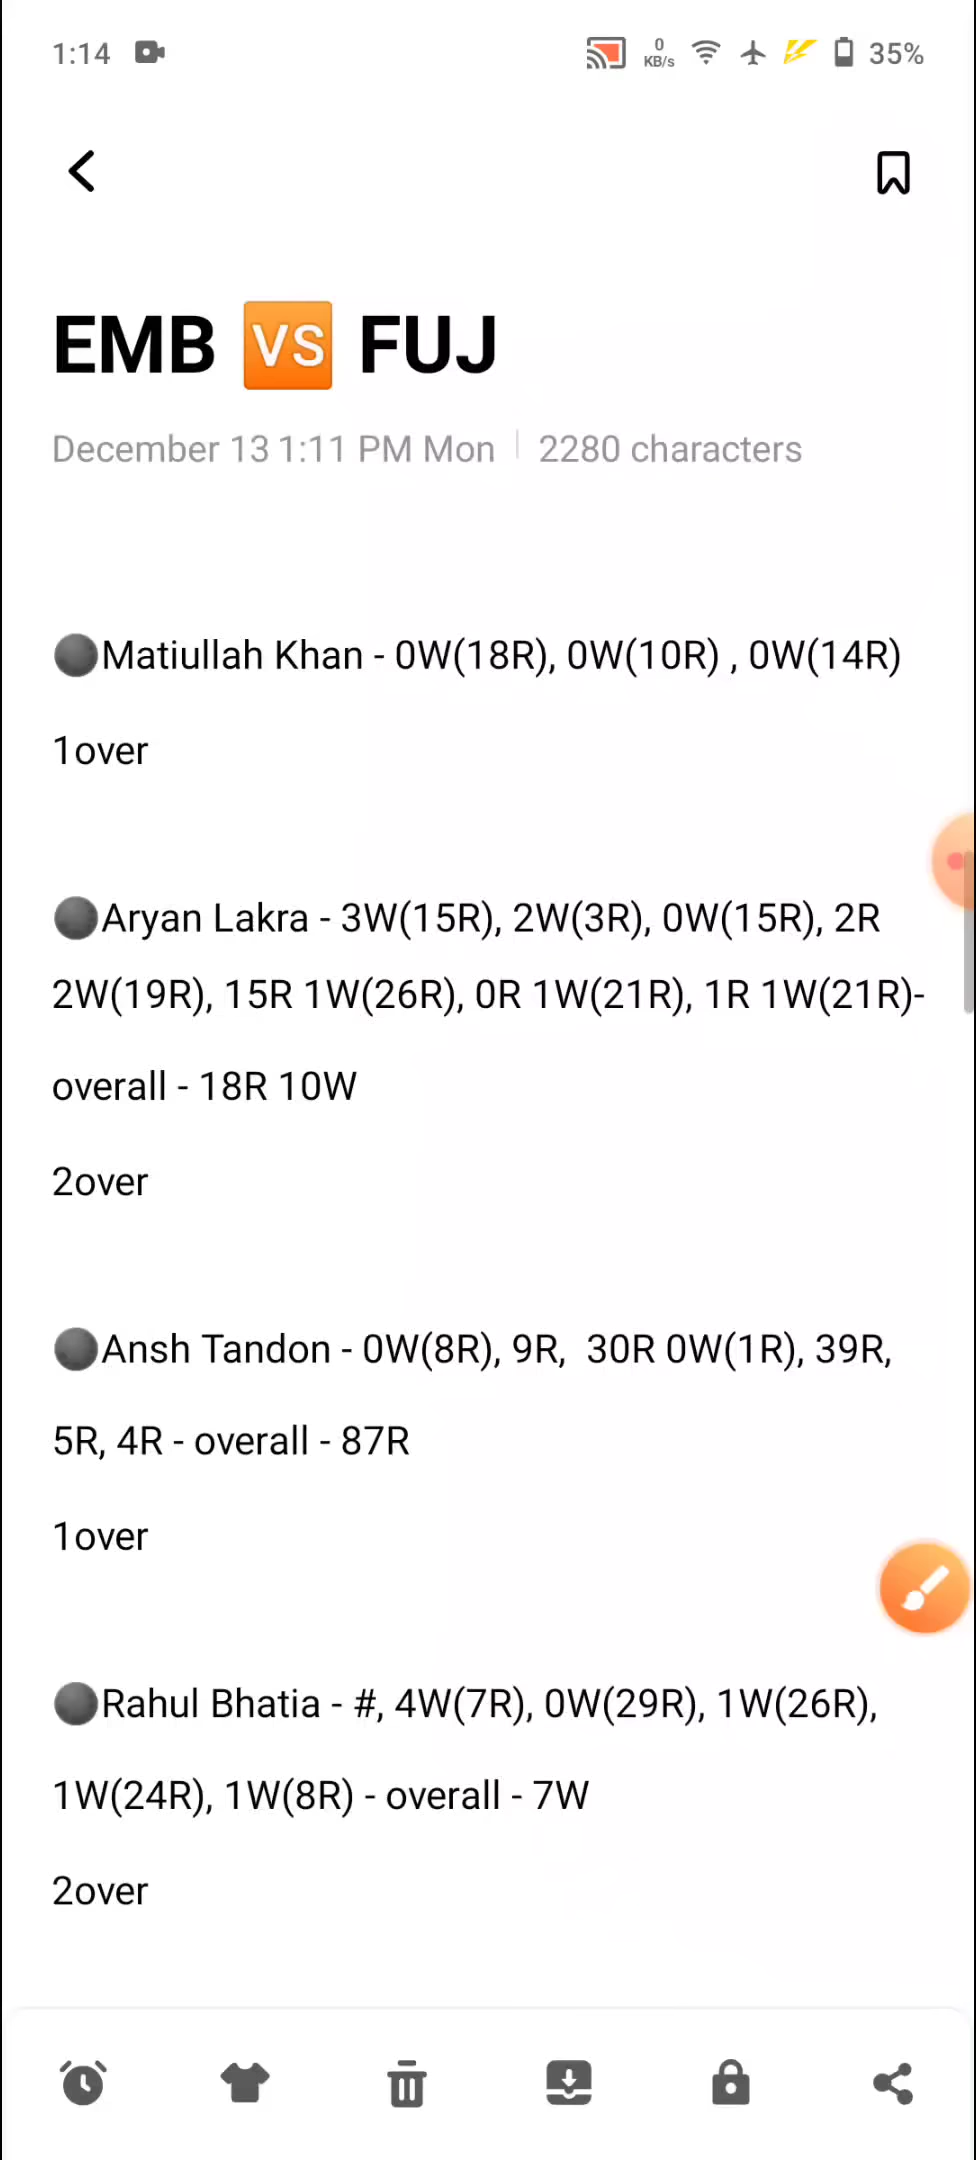 1:14 0 KB/s 35%
EMB VS FUJ
December 13 1:11 PM Mon 2280 characters
Matiullah Khan - 0W(18R), 0W(10R) , 0W(14R)
1over
Aryan Lakra - 3W(15R), 2W(3R), 0W(15R), 2R
2W(19R), 15R 1W(26R), 0R 1W(21R), 1R 1W(21R)-
overall - 18R 10W
2over
Ansh Tandon - 0W(8R), 9R,  30R 0W(1R), 39R,
5R, 4R - overall - 87R
1over
Rahul Bhatia - #, 4W(7R), 0W(29R), 1W(26R),
1W(24R), 1W(8R) - overall - 7W
2over